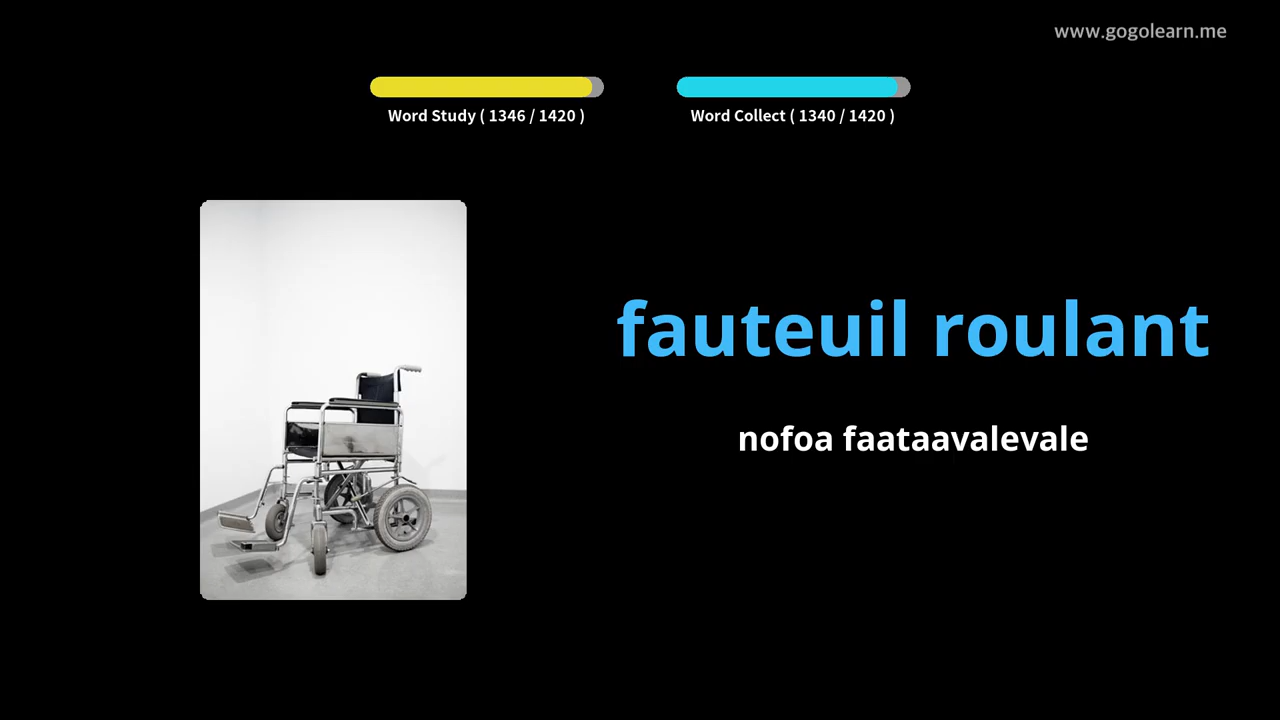 www.gogolearn.me
Word Study ( 1346 / 1420 )
Word Collect ( 1340 / 1420 )
fauteuil roulant
nofoa faataavalevale